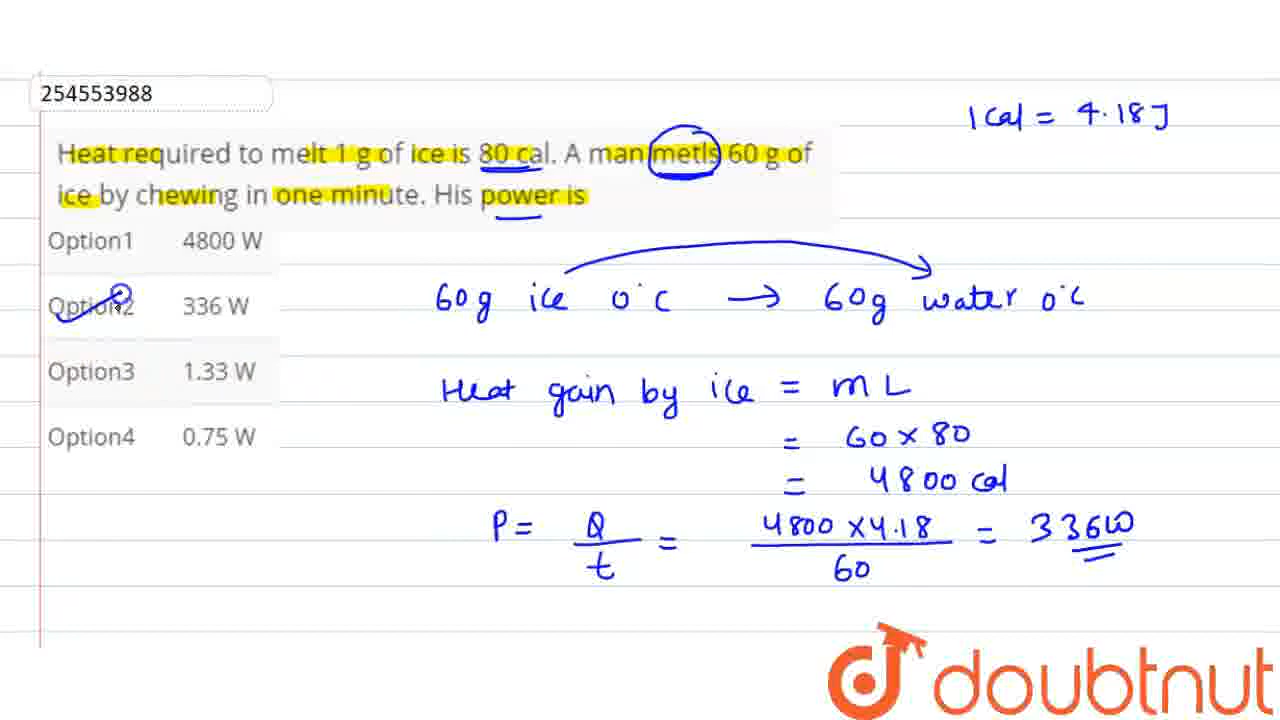 254553988
1 Cal = 4.18 J
Heat required to melt 1 g of ice is 80 cal. A man metls 60 g of
ice by chewing in one minute. His power is
Option1 4800 W
Option2 336 W
Option3 1.33 W
Option4 0.75 W
60g ice 0°C → 60g water 0°C
Heat gain by ice = m L
= 60 × 80
= 4800 Cal
P = Q/t = 4800 × 4.18/60 = 336W
doubtnut